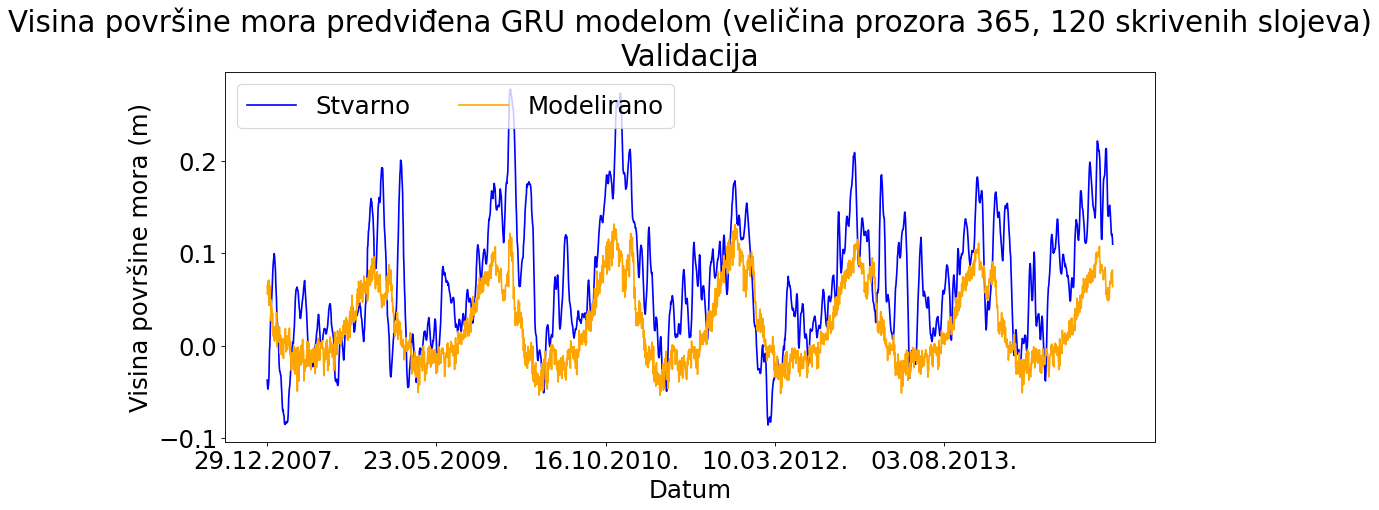 Visina površine mora predviđena GRU modelom (veličina prozora 365, 120 skrivenih slojeva)
Validacija
Stvarno
Modelirano
Visina površine mora (m)
0.2
0.1
0.0
−0.1
29.12.2007.
23.05.2009.
16.10.2010.
10.03.2012.
03.08.2013.
Datum